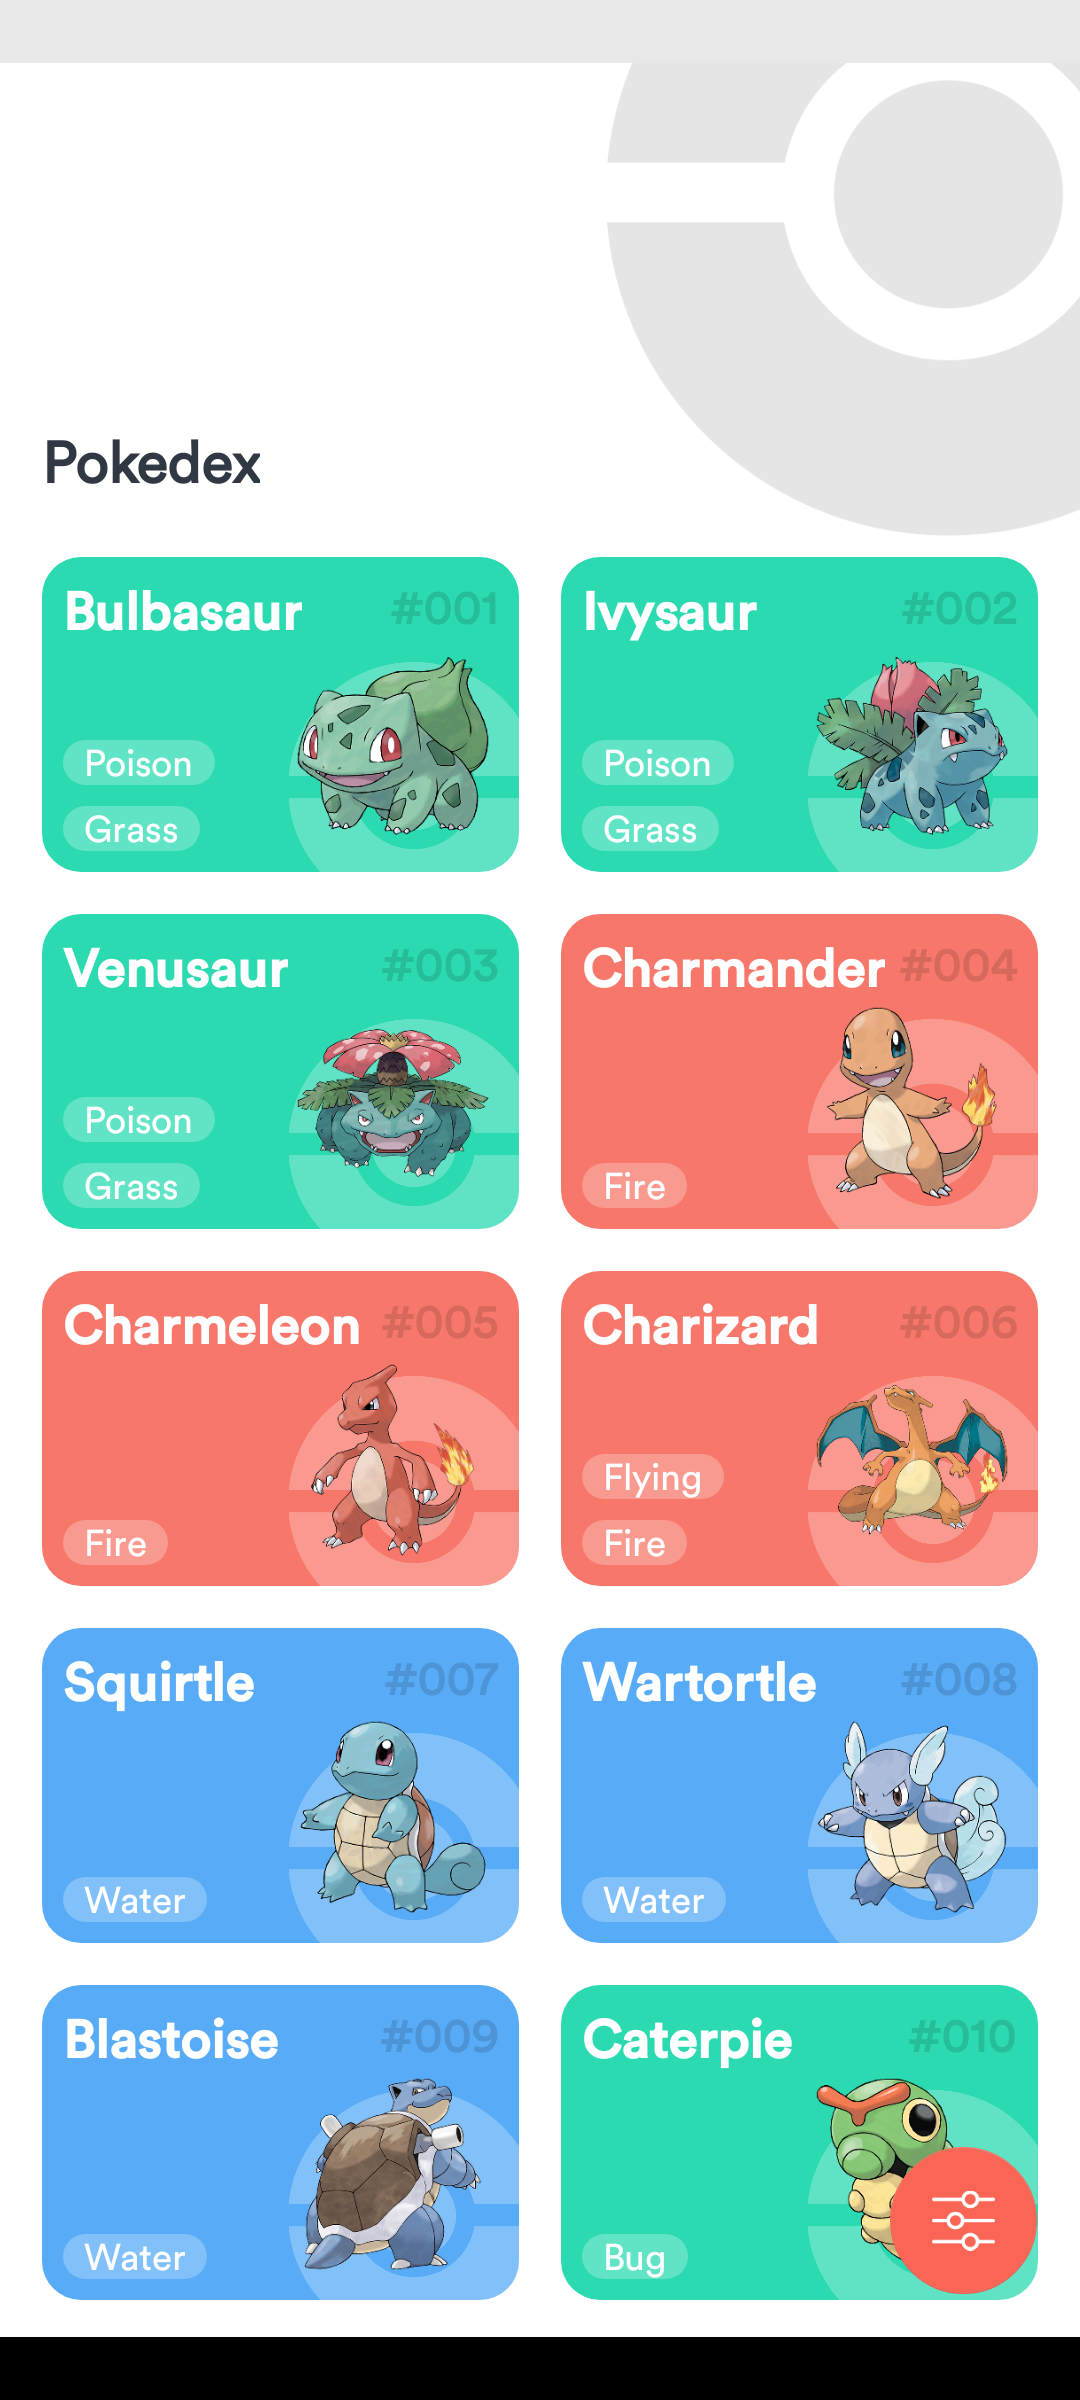 Pokedex
Bulbasaur #001
Poison
Grass
Ivysaur #002
Poison
Grass
Venusaur #003
Poison
Grass
Charmander #004
Fire
Charmeleon #005
Fire
Charizard #006
Flying
Fire
Squirtle #007
Water
Wartortle #008
Water
Blastoise #009
Water
Caterpie #010
Bug